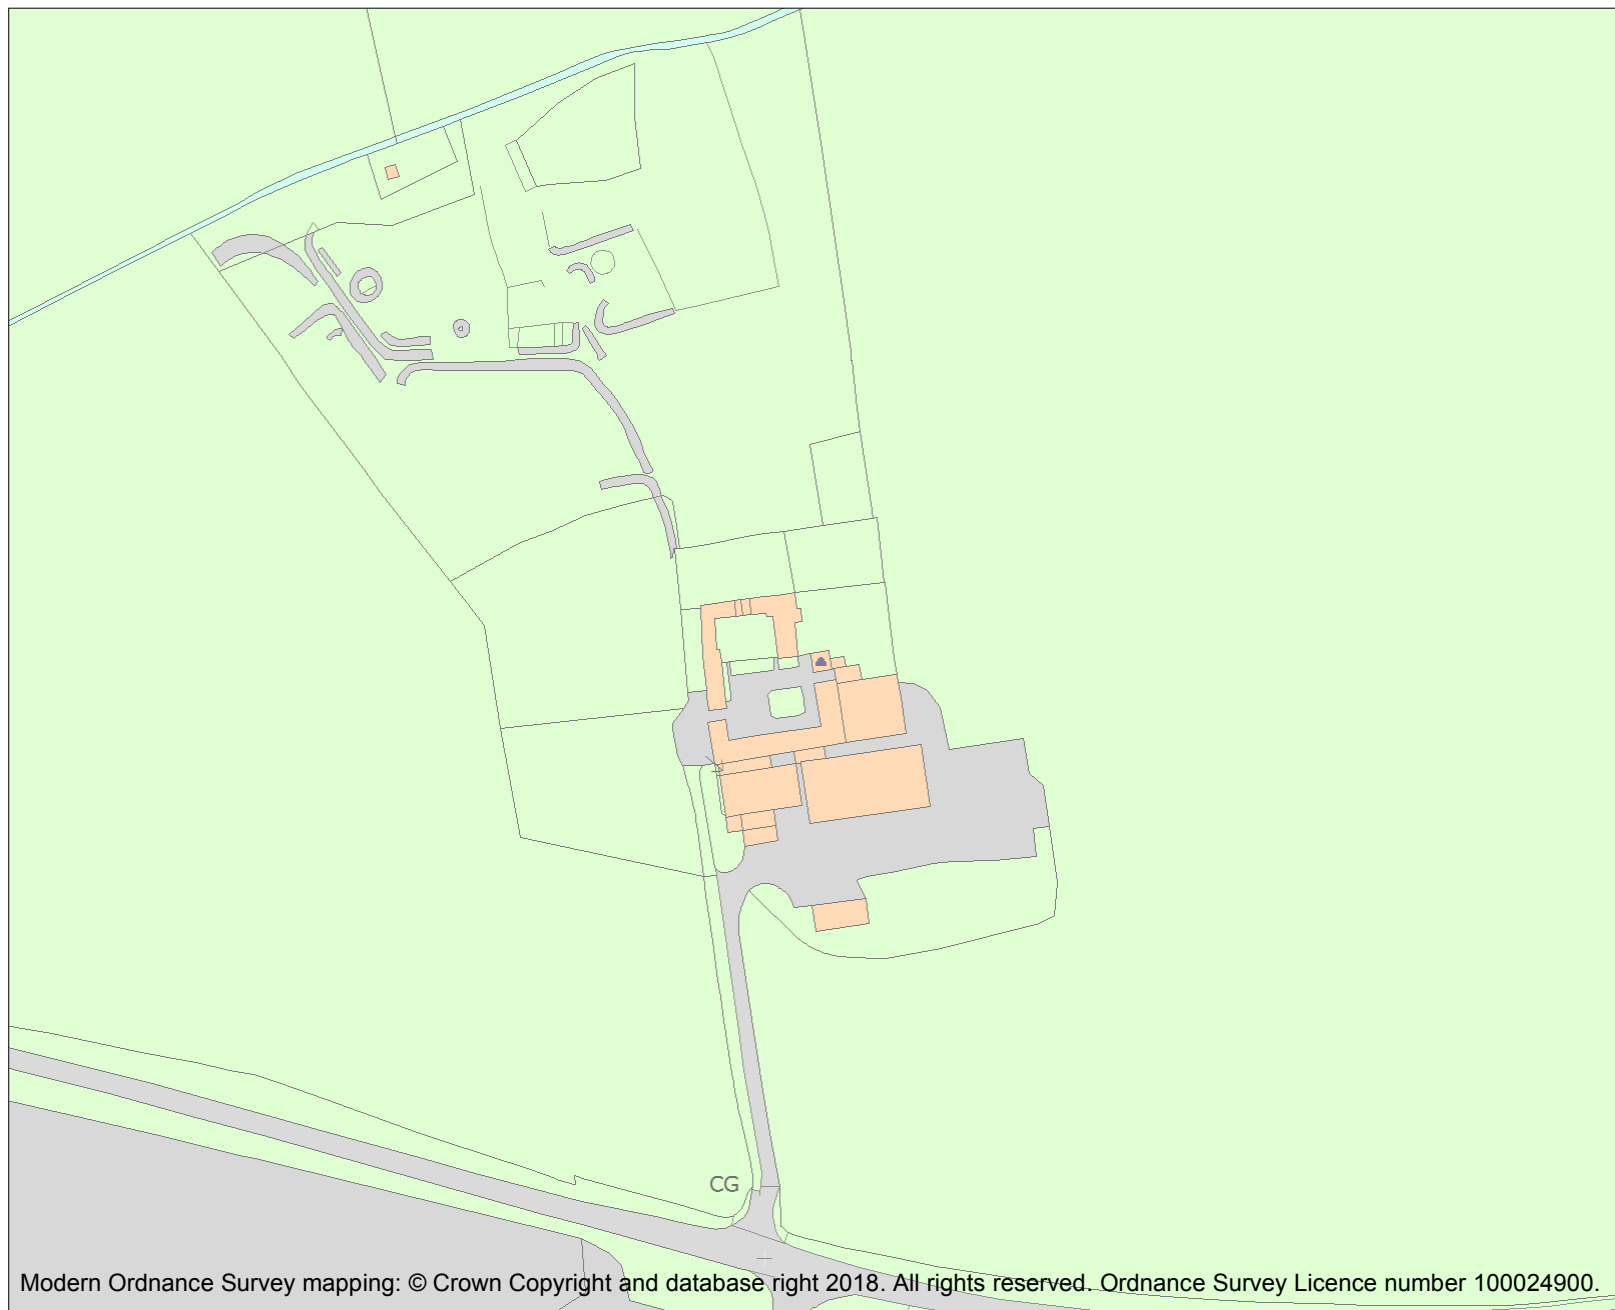 CG
Modern Ordnance Survey mapping: © Crown Copyright and database right 2018. All rights reserved. Ordnance Survey Licence number 100024900.